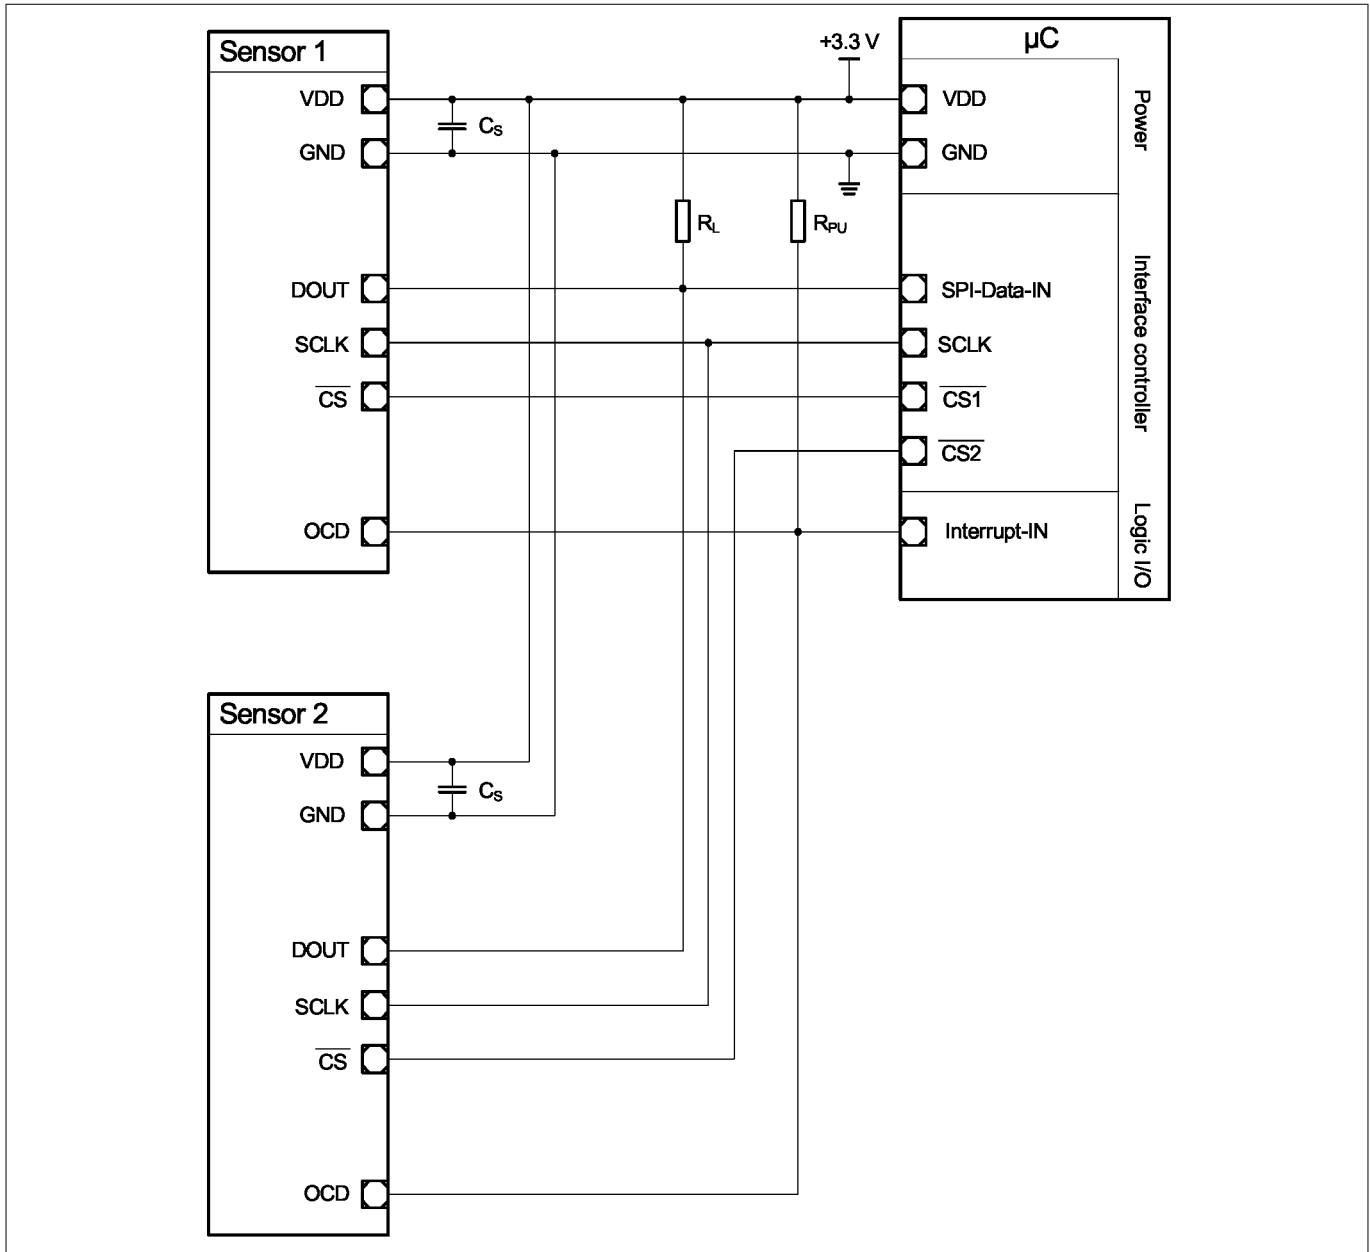 Sensor 1
VDD
GND
DOUT
SCLK
CS
OCD
CS
RL
RPU
+3.3 V
µC
VDD
GND
SPI-Data-IN
SCLK
CS1
CS2
Interrupt-IN
Power
Interface controller
Logic I/O
Sensor 2
VDD
GND
DOUT
SCLK
CS
OCD
CS